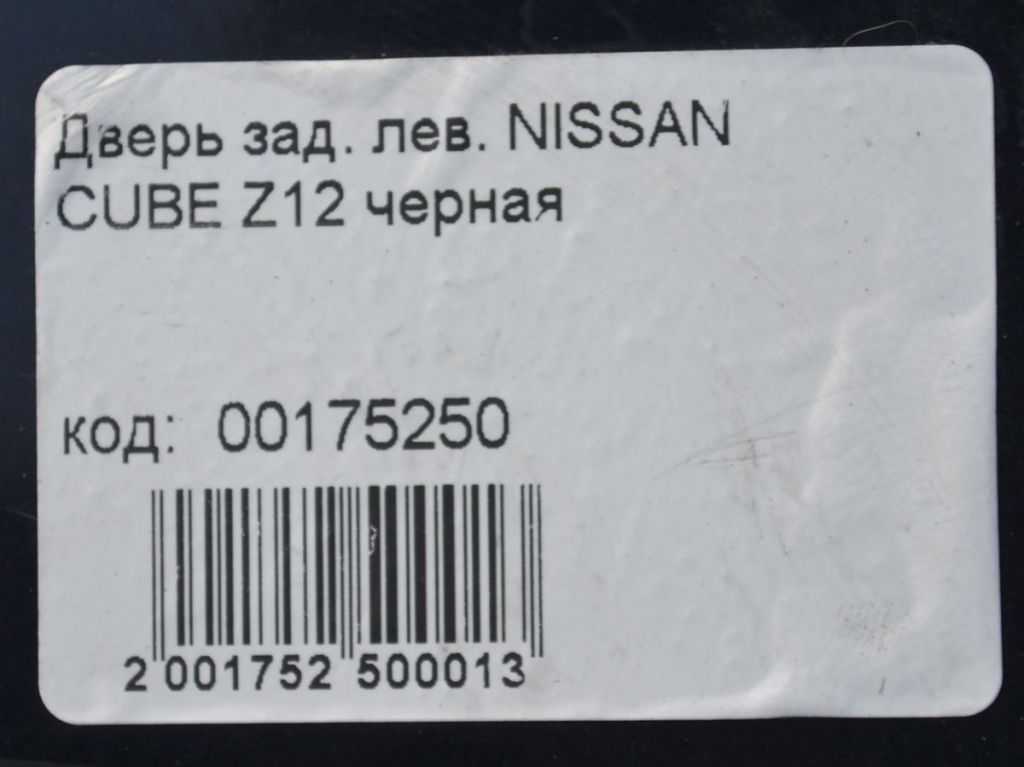 Дверь зад. лев. NISSAN
CUBE Z12 черная
код: 00175250
2 001752 500013